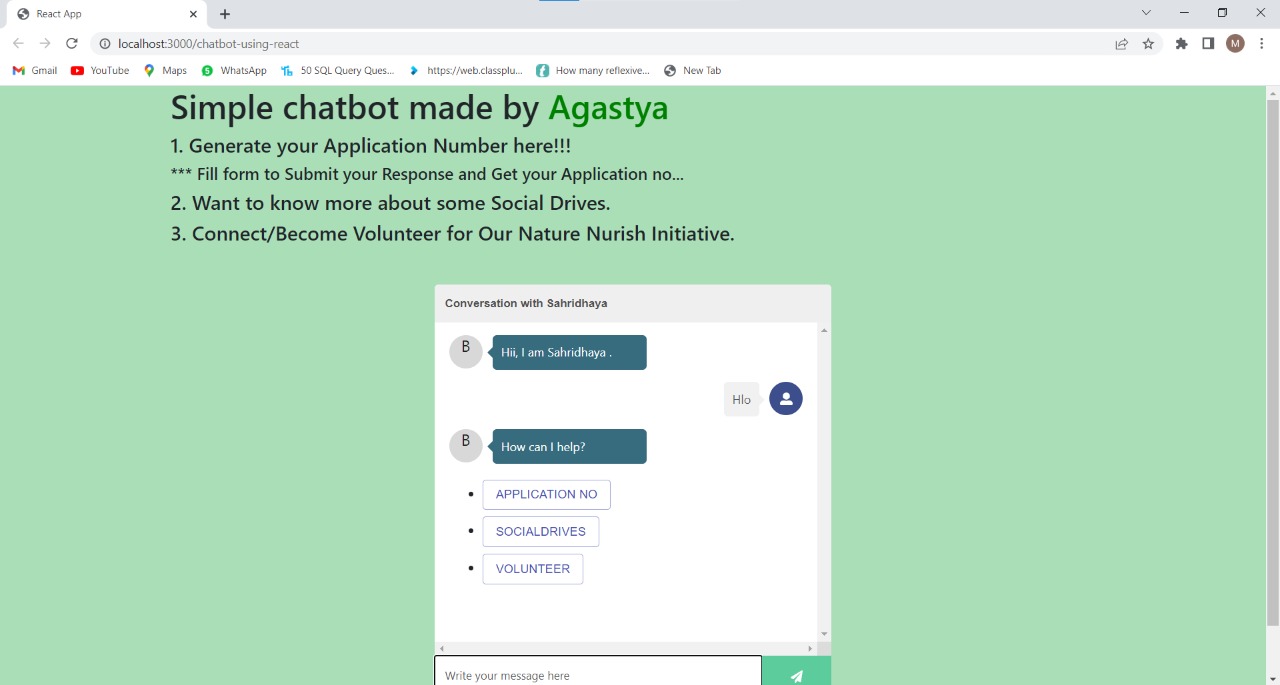 React App
localhost:3000/chatbot-using-react
M
Gmail YouTube Maps WhatsApp 50 SQL Query Ques... https://web.classplu... How many reflexive... New Tab
Simple chatbot made by Agastya
1. Generate your Application Number here!!!
*** Fill form to Submit your Response and Get your Application no...
2. Want to know more about some Social Drives.
3. Connect/Become Volunteer for Our Nature Nurish Initiative.
Conversation with Sahridhaya
B Hii, I am Sahridhaya .
Hlo
B How can I help?
APPLICATION NO
SOCIALDRIVES
VOLUNTEER
Write your message here